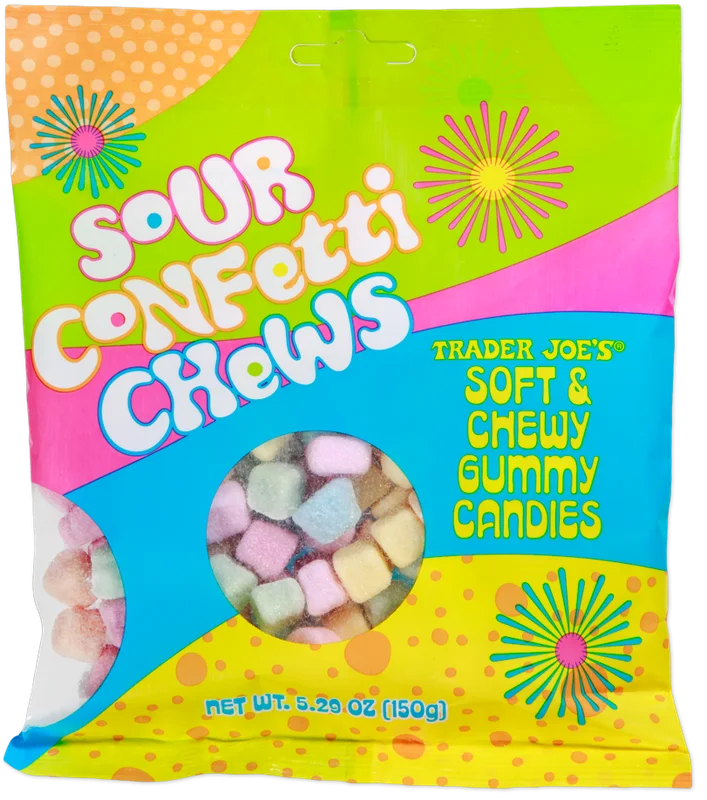 SOUR
CONFetti
CHeWS
TRADER JOE'S®
SOFT &
CHEWY
GUMMY
CANDIES
NET WT. 5.29 OZ (150g)